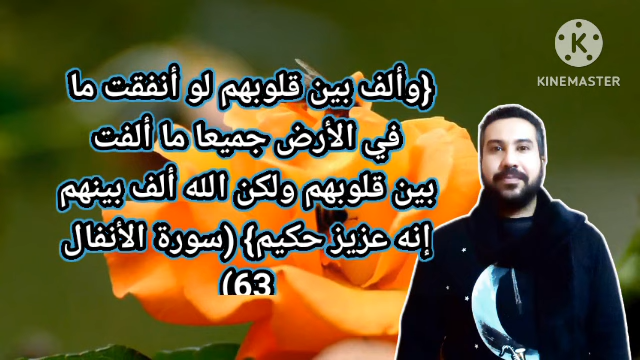 {وألف بين قلوبهم لو أنفقت ما
في الأرض جميعا ما ألفت
بين قلوبهم ولكن الله ألف بينهم
إنه عزيز حكيم} (سورة الأنفال
63)
K
KINEMASTER